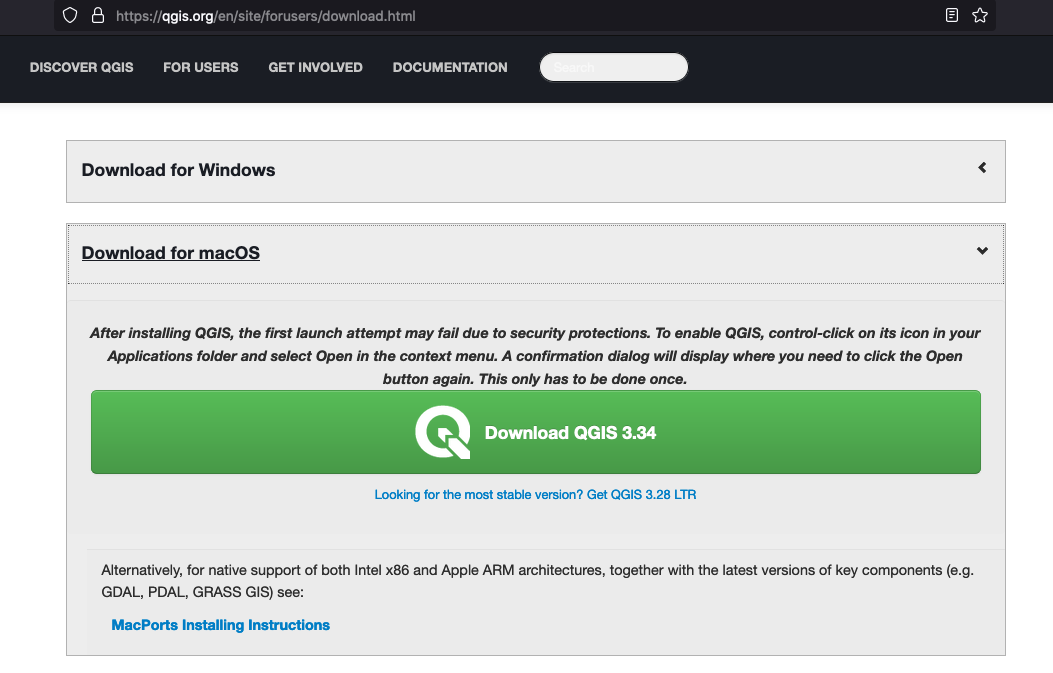 https://qgis.org/en/site/forusers/download.html
DISCOVER QGIS FOR USERS GET INVOLVED DOCUMENTATION Search
Download for Windows
Download for macOS
After installing QGIS, the first launch attempt may fail due to security protections. To enable QGIS, control-click on its icon in your
Applications folder and select Open in the context menu. A confirmation dialog will display where you need to click the Open
button again. This only has to be done once.
Download QGIS 3.34
Looking for the most stable version? Get QGIS 3.28 LTR
Alternatively, for native support of both Intel x86 and Apple ARM architectures, together with the latest versions of key components (e.g.
GDAL, PDAL, GRASS GIS) see:
MacPorts Installing Instructions